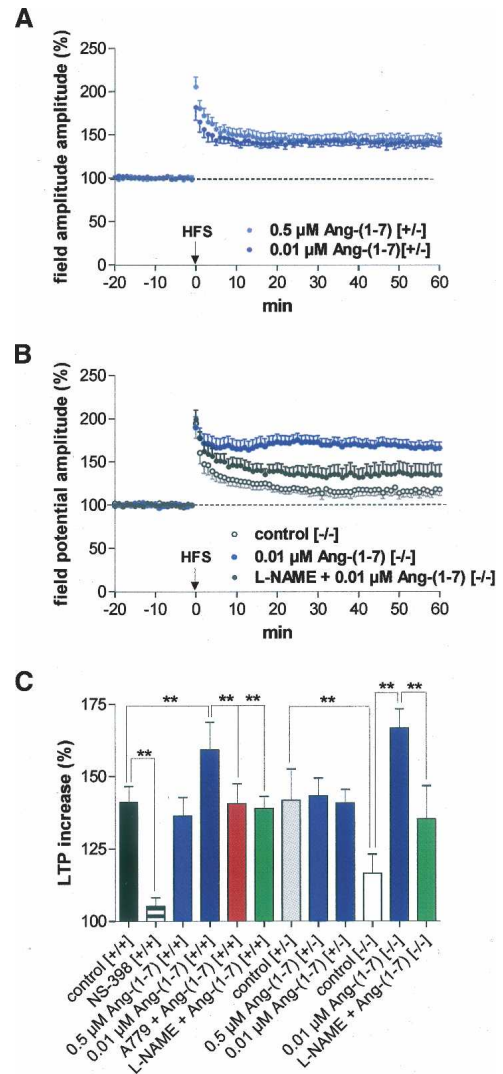 A
field amplitude amplitude (%)
250
200
150
100
50
0
HFS
0.5 µM Ang-(1-7) [+/-]
0.01 µM Ang-(1-7)[+/-]
-20 -10 0 10 20 30 40 50 60
min
B
field potential amplitude (%)
250
200
150
100
50
0
HFS
control [-/-]
0.01 µM Ang-(1-7) [-/-]
L-NAME + 0.01 µM Ang-(1-7) [-/-]
-20 -10 0 10 20 30 40 50 60
min
C
LTP increase (%)
175
150
125
100
** ** ** ** ** ** **
control [+/+]
NS-398 [+/+]
0.5 µM Ang-(1-7) [+/+]
0.01 µM Ang-(1-7) [+/+]
A779 + Ang-(1-7) [+/+]
L-NAME + Ang-(1-7) [+/+]
control [+/-]
0.5 µM Ang-(1-7) [+/-]
0.01 µM Ang-(1-7) [+/-]
control [-/-]
0.01 µM Ang-(1-7) [-/-]
L-NAME + Ang-(1-7) [-/-]